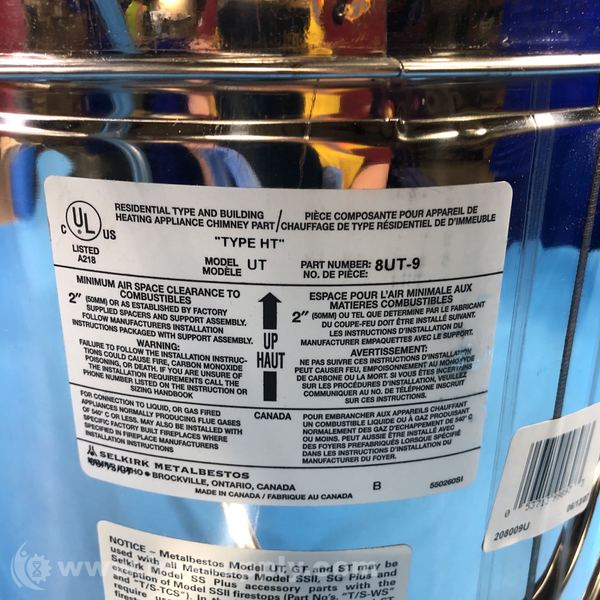 C UL US
LISTED
A218
RESIDENTIAL TYPE AND BUILDING
HEATING APPLIANCE CHIMNEY PART/
PIÈCE COMPOSANTE POUR APPAREIL DE
CHAUFFAGE DE TYPE RÉSIDENTIEL OU D'IMMEUBLE
"TYPE HT"
MODEL
MODÈLE UT
PART NUMBER:
NO. DE PIÈCE: 8UT-9
MINIMUM AIR SPACE CLEARANCE TO
COMBUSTIBLES
2" (50MM) OR AS ESTABLISHED BY FACTORY
SUPPLIED SPACERS AND SUPPORT ASSEMBLY.
FOLLOW MANUFACTURERS INSTALLATION
INSTRUCTIONS PACKAGED WITH SUPPORT ASSEMBLY.
WARNING:
FAILURE TO FOLLOW THE INSTALLATION INSTRUC-
TIONS COULD CAUSE FIRE, CARBON MONOXIDE
POISONING, OR DEATH. IF YOU ARE UNSURE OF
THE INSTALLATION REQUIREMENTS CALL THE
PHONE NUMBER LISTED ON THE INSTRUCTION OR
SIZING HANDBOOK
UP
HAUT
ESPACE POUR L'AIR MINIMALE AUX
MATIERES COMBUSTIBLES
2" (50MM) OU TEL QUE DETERMINE PAR LE FABRICANT
DU COUPE-FEU DOIT ÊTRE INSTALLÉ SUIVANT.
LES INSTRUCTIONS D'INSTALLATION DU
MANUFACTURIER EMPAQUETTES AVEC LE SUPPORT.
AVERTISSEMENT:
NE PAS SUIVRE CES INSTRUCTIONS D'INSTALLATION
PEUT CAUSER FEU, EMPOISONNEMENT AU MONOXYDE
DE CARBONE OU LA MORT. SI VOUS ETES INCERTAINS
SUR LES PROCÉDURES D'INSTALLATION, VEUILLEZ
COMMUNIQUER AU NO. DE TÉLÉPHONE INSCRIT
SUR CES INSTRUCTIONS.
FOR CONNECTION TO LIQUID, OR GAS FIRED
APPLIANCES NORMALLY PRODUCING FLUE GASES
OF 540° C OR LESS. MAY ALSO BE INSTALLED WITH
SPECIFIC FACTORY BUILT FIREPLACES WHERE
SPECIFIED IN FIREPLACE MANUFACTURERS
INSTALLATION INSTRUCTIONS
CANADA
POUR EMBRANCHER AUX APPAREILS CHAUFFANT
UN COMBUSTIBLE LIQUIDE OU À GAZ PRODUISANT
NORMALEMENT DES GAZ D'ÉCHAPPEMENT DE 540° C
OU MOINS. PEUT AUSSI ÊTRE INSTALLÉ AVEC
DES FOYERS PRÉFABRIQUÉS LORSQUE SPÉCIFIÉ
DANS LES INSTRUCTIONS D'INSTALLATION DU
MANUFACTURIER DU FOYER.
SELKIRK METALBESTOS
OHIO • BROCKVILLE, ONTARIO, CANADA
MADE IN CANADA / FABRIQUE AU CANADA
B
550260SI
208009U
NOTICE - Metalbestos Model UT, GT and ST may be
used with all Metalbestos Model SSII, SG Plus and
Selkirk Model SS Plus accessory parts with the
exception of Model SSII firestops (Part No's, "T/S-WS"
and "T/S-TCS"). In the